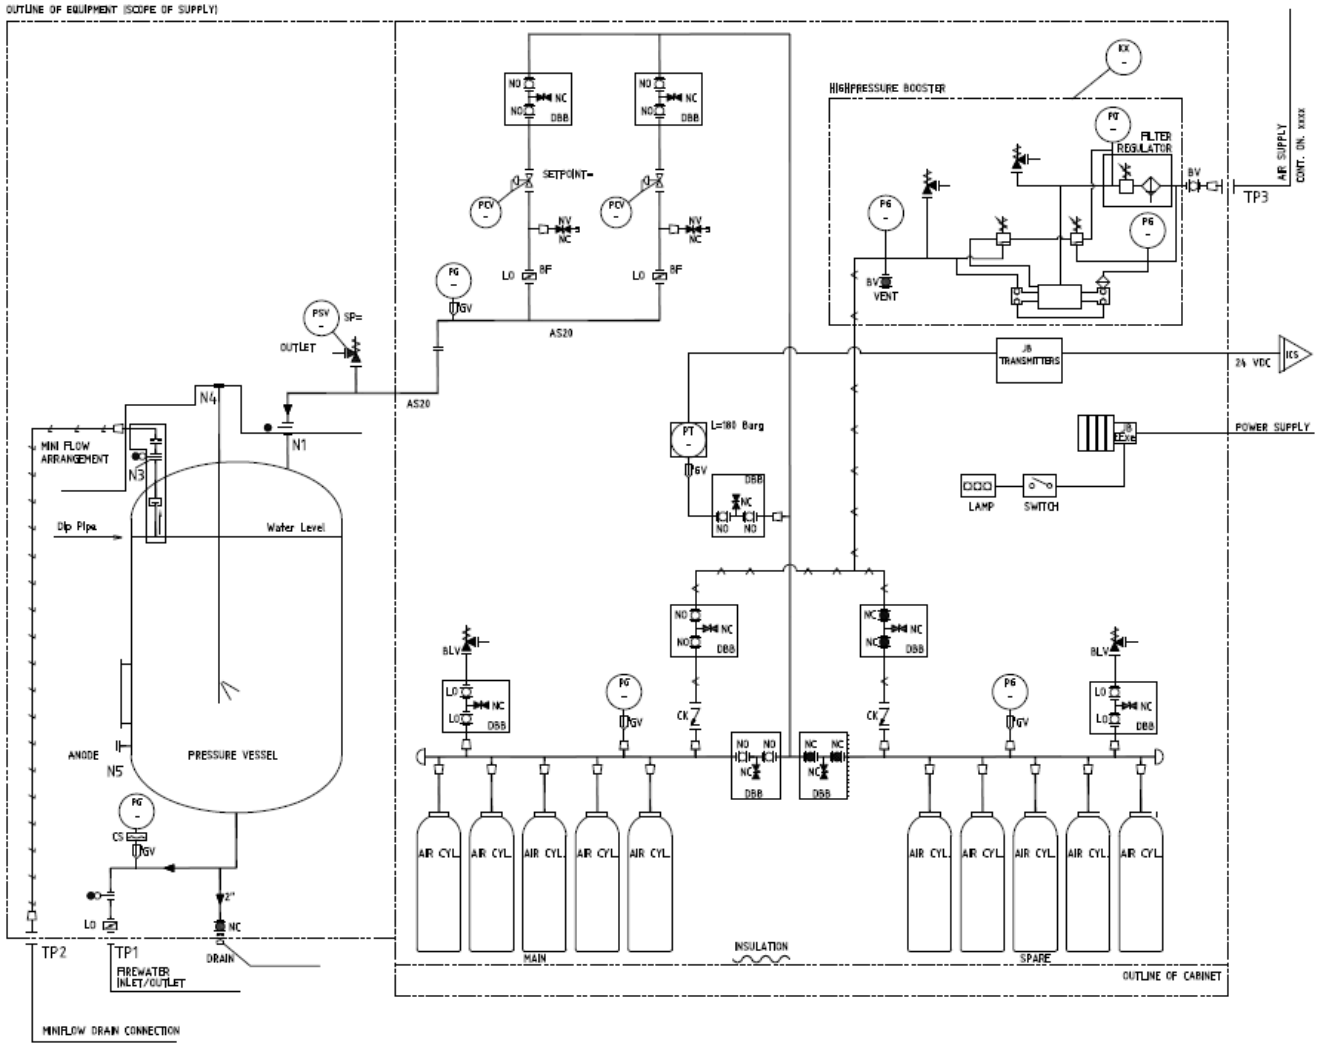 OUTLINE OF EQUIPMENT (SCOPE OF SUPPLY)
NO
NC
NO
DBB
NO
NC
NO
DBB
XX
-
HIGHPRESSURE BOOSTER
PG
-
FILTER
REGULATOR
AIR SUPPLY
CONT. ON. XXXX
BV
TP3
SETPOINT=
PCV
-
PCV
-
NV
NC
NV
NC
LO
BF
LO
BF
PG
-
PG
-
BV
VENT
PG
-
GV
AS20
PSV
-
SP=
OUTLET
JB
TRANSMITTERS
24 VDC
ICS
N4
AS20
N1
MINI FLOW
ARRANGEMENT
N3
PT
-
L=180 Barg
GV
DBB
NC
NO
NO
JB
EExe
POWER SUPPLY
LAMP
SWITCH
Dip Pipe
Water Level
NO
NC
NO
DBB
NC
NC
NC
DBB
BLV
LO
NC
LO
DBB
PG
-
GV
CK
CK
PG
-
GV
BLV
LO
NC
LO
DBB
ANODE
N5
PRESSURE VESSEL
NO
NO
NC
DBB
NC
NC
NC
DBB
PG
-
CS
GV
AIR CYL.
AIR CYL.
AIR CYL.
AIR CYL.
AIR CYL.
AIR CYL.
AIR CYL.
AIR CYL.
AIR CYL.
AIR CYL.
2"
LO
NC
TP2
TP1
DRAIN
FIREWATER
INLET/OUTLET
MAIN
INSULATION
SPARE
OUTLINE OF CABINET
MINIFLOW DRAIN CONNECTION